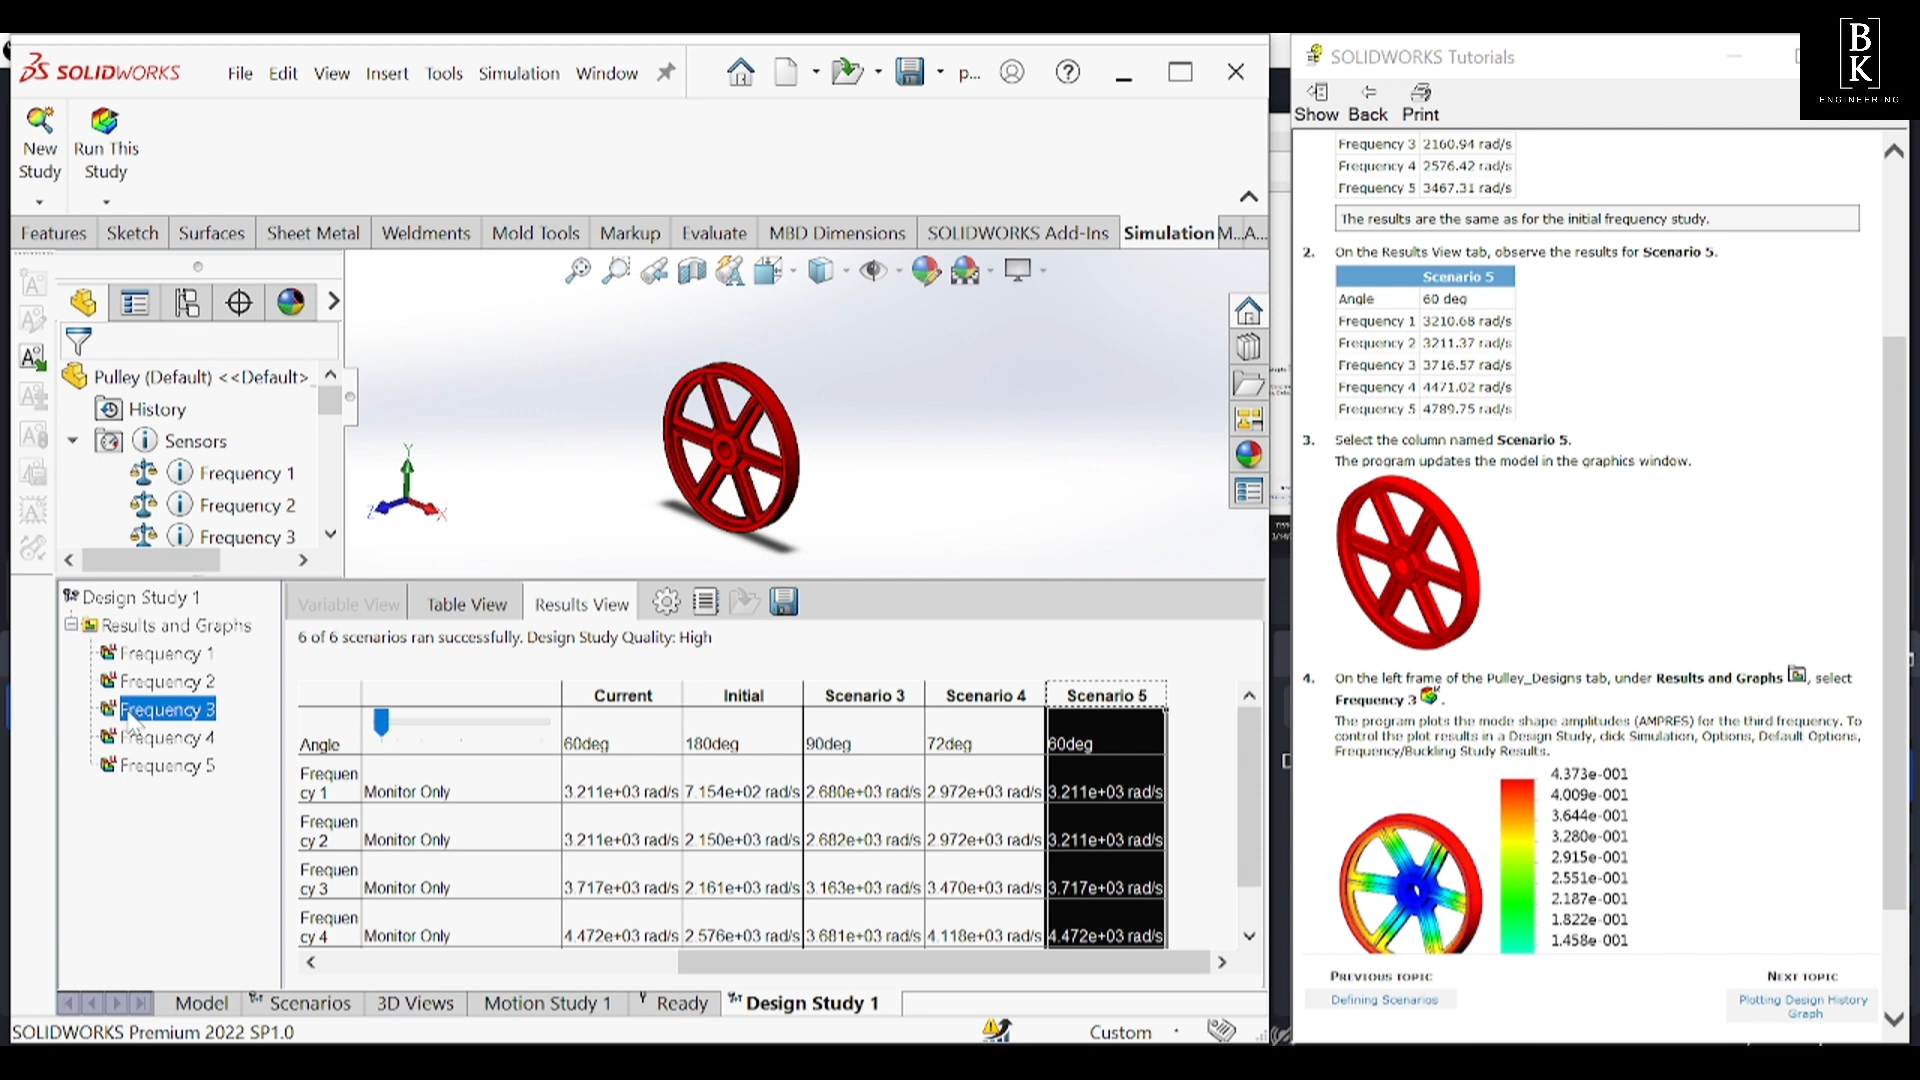 SOLIDWORKS File Edit View Insert Tools Simulation Window p...
New Study
Run This Study
Features Sketch Surfaces Sheet Metal Weldments Mold Tools Markup Evaluate MBD Dimensions SOLIDWORKS Add-Ins Simulation M... A...
Pulley (Default) <<Default>_
History
Sensors
Frequency 1
Frequency 2
Frequency 3
Y
Z
X
Design Study 1
Results and Graphs
Frequency 1
Frequency 2
Frequency 3
Frequency 4
Frequency 5
Variable View Table View Results View
6 of 6 scenarios ran successfully. Design Study Quality: High
Current Initial Scenario 3 Scenario 4 Scenario 5
Angle 60deg 180deg 90deg 72deg 60deg
Frequen
cy 1 Monitor Only 3.211e+03 rad/s 7.154e+02 rad/s 2.680e+03 rad/s 2.972e+03 rad/s 3.211e+03 rad/s
Frequen
cy 2 Monitor Only 3.211e+03 rad/s 2.150e+03 rad/s 2.682e+03 rad/s 2.972e+03 rad/s 3.211e+03 rad/s
Frequen
cy 3 Monitor Only 3.717e+03 rad/s 2.161e+03 rad/s 3.163e+03 rad/s 3.470e+03 rad/s 3.717e+03 rad/s
Frequen
cy 4 Monitor Only 4.472e+03 rad/s 2.576e+03 rad/s 3.681e+03 rad/s 4.118e+03 rad/s 4.472e+03 rad/s
Model Scenarios 3D Views Motion Study 1 Ready Design Study 1
SOLIDWORKS Premium 2022 SP1.0
Custom
SOLIDWORKS Tutorials
Show Back Print
BK
ENGINEERING
Frequency 3 2160.94 rad/s
Frequency 4 2576.42 rad/s
Frequency 5 3467.31 rad/s
The results are the same as for the initial frequency study.
2. On the Results View tab, observe the results for Scenario 5.
Scenario 5
Angle 60 deg
Frequency 1 3210.68 rad/s
Frequency 2 3211.37 rad/s
Frequency 3 3716.57 rad/s
Frequency 4 4471.02 rad/s
Frequency 5 4789.75 rad/s
3. Select the column named Scenario 5.
The program updates the model in the graphics window.
4. On the left frame of the Pulley_Designs tab, under Results and Graphs , select
Frequency 3 .
The program plots the mode shape amplitudes (AMPRES) for the third frequency. To
control the plot results in a Design Study, click Simulation, Options, Default Options,
Frequency/Buckling Study Results.
4.373e-001
4.009e-001
3.644e-001
3.280e-001
2.915e-001
2.551e-001
2.187e-001
1.822e-001
1.458e-001
PREVIOUS TOPIC
Defining Scenarios
NEXT TOPIC
Plotting Design History
Graph